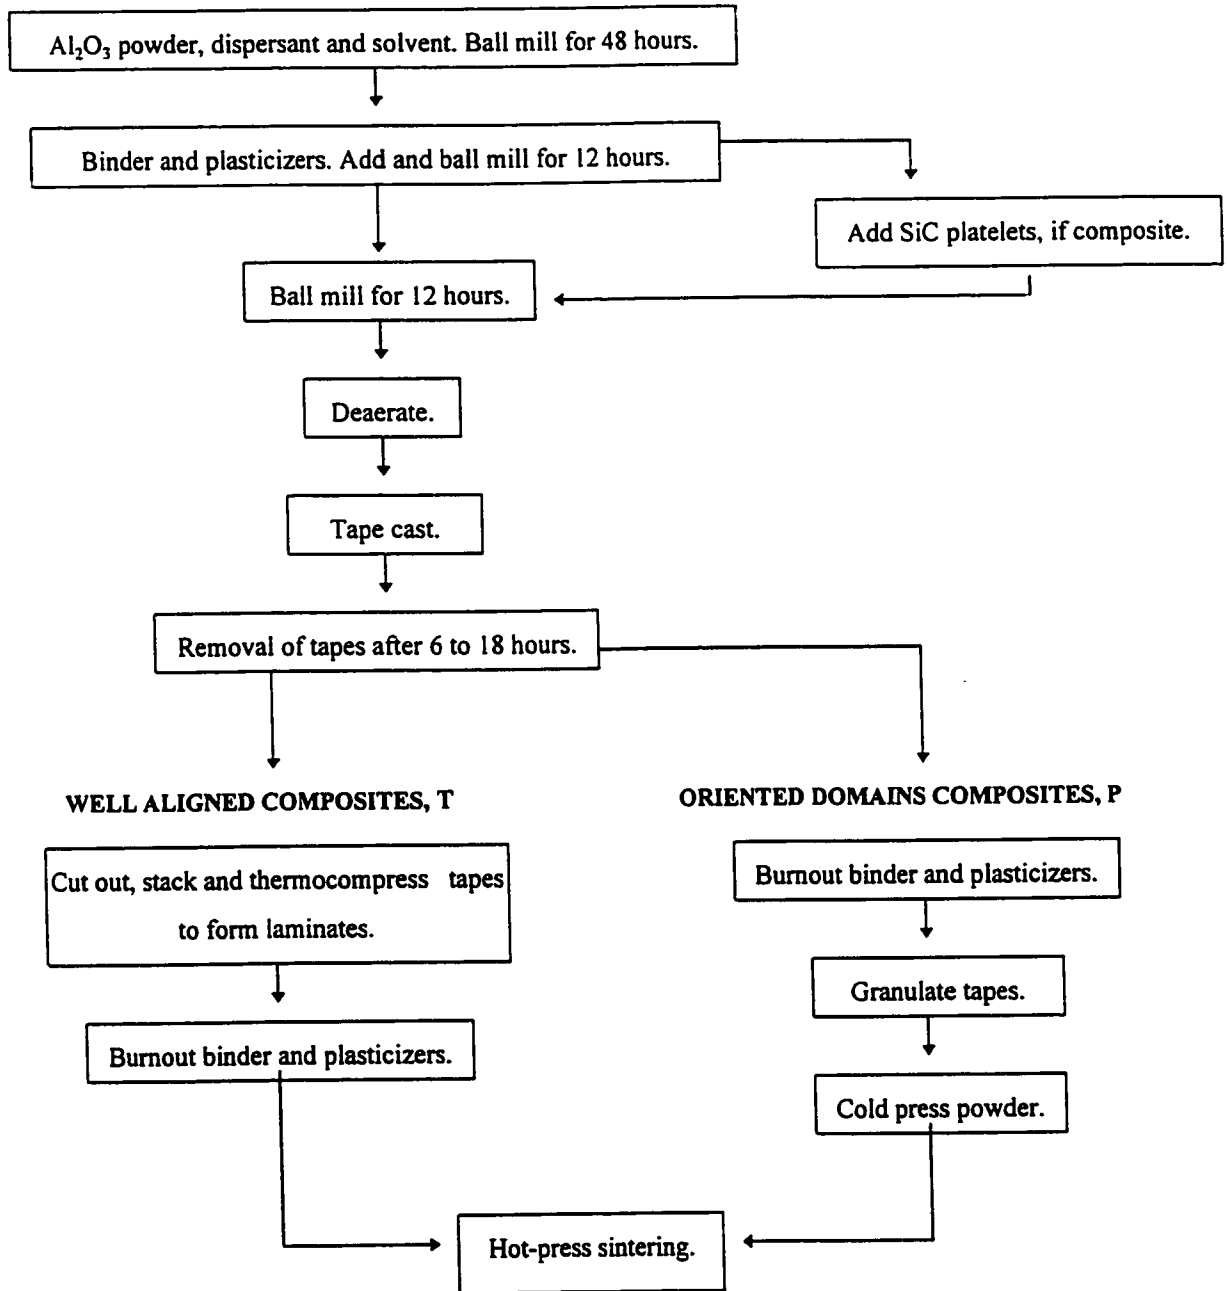 Al₂O₃ powder, dispersant and solvent. Ball mill for 48 hours.
Binder and plasticizers. Add and ball mill for 12 hours.
Add SiC platelets, if composite.
Ball mill for 12 hours.
Deaerate.
Tape cast.
Removal of tapes after 6 to 18 hours.
WELL ALIGNED COMPOSITES, T
Cut out, stack and thermocompress tapes
to form laminates.
Burnout binder and plasticizers.
ORIENTED DOMAINS COMPOSITES, P
Burnout binder and plasticizers.
Granulate tapes.
Cold press powder.
Hot-press sintering.